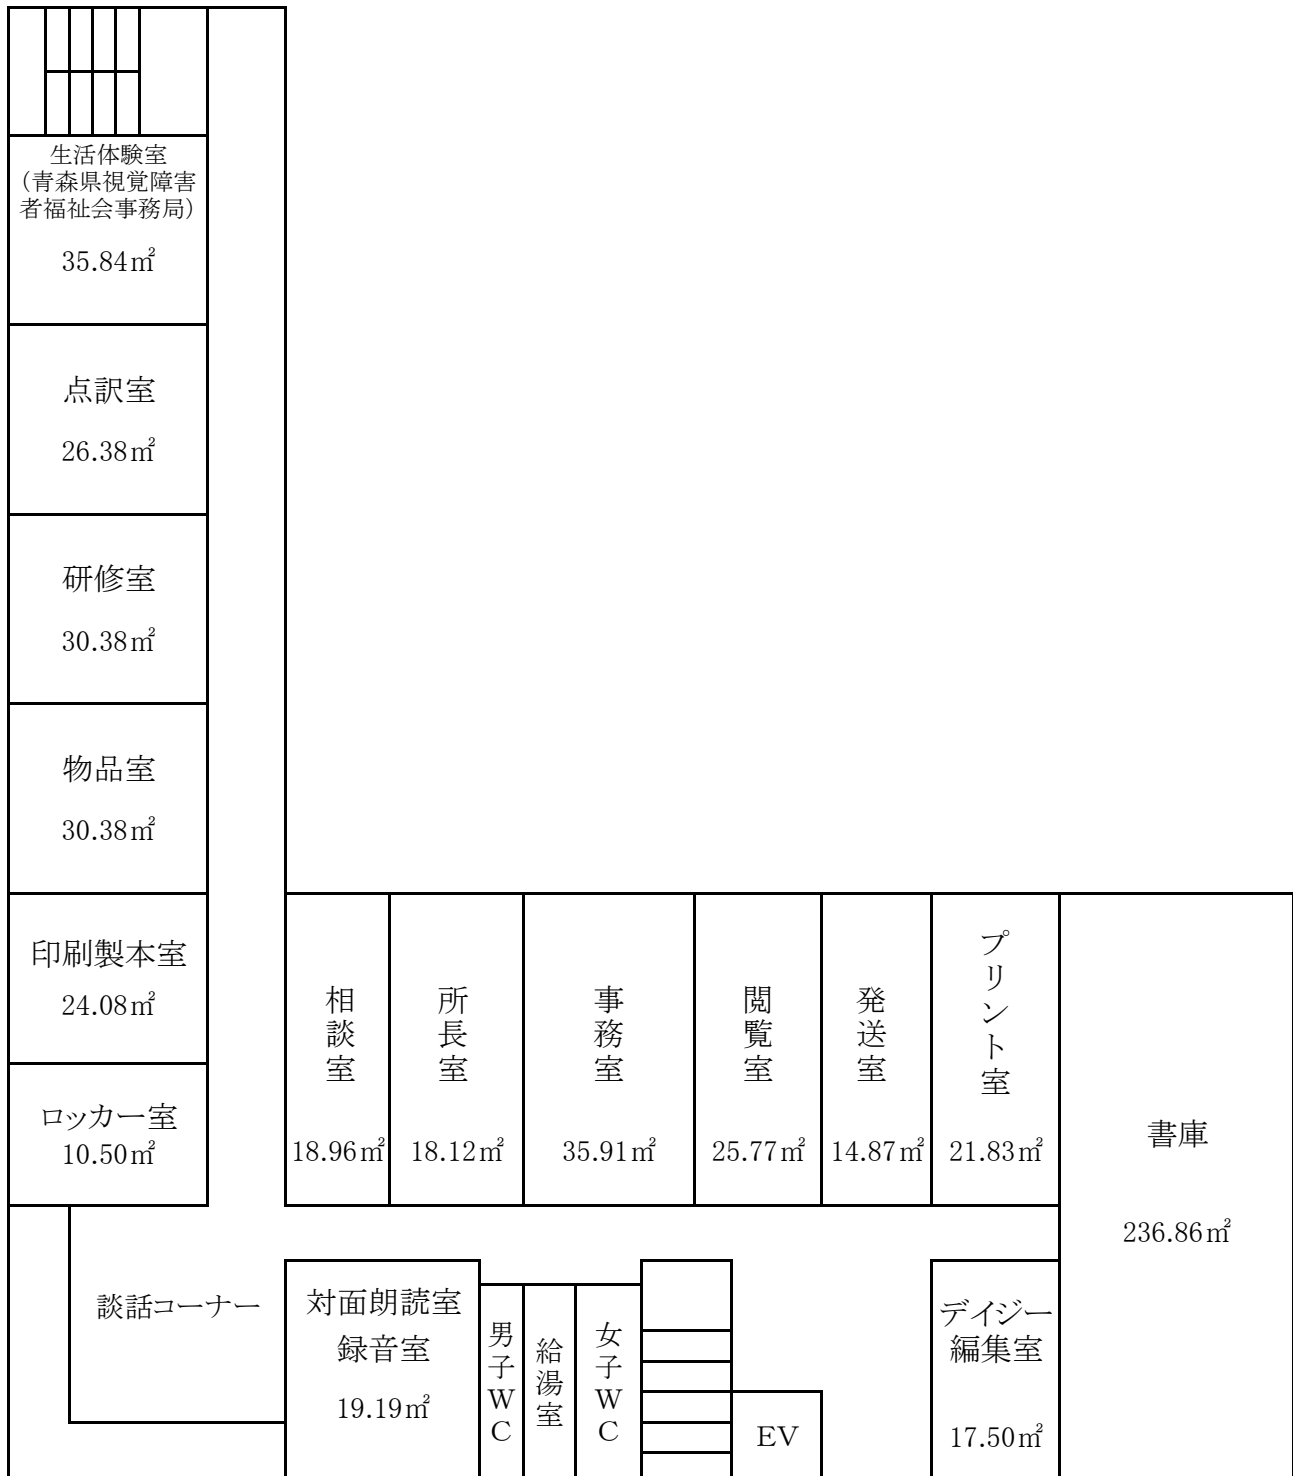 生活体験室
（青森県視覚障害
者福祉会事務局）
35.84㎡
点訳室
26.38㎡
研修室
30.38㎡
物品室
30.38㎡
印刷製本室
24.08㎡
ロッカー室
10.50㎡
相談室
18.96㎡
所長室
18.12㎡
事務室
35.91㎡
閲覧室
25.77㎡
発送室
14.87㎡
プリント室
21.83㎡
書庫
236.86㎡
談話コーナー
対面朗読室
録音室
19.19㎡
男子WC
給湯室
女子WC
EV
デイジー
編集室
17.50㎡